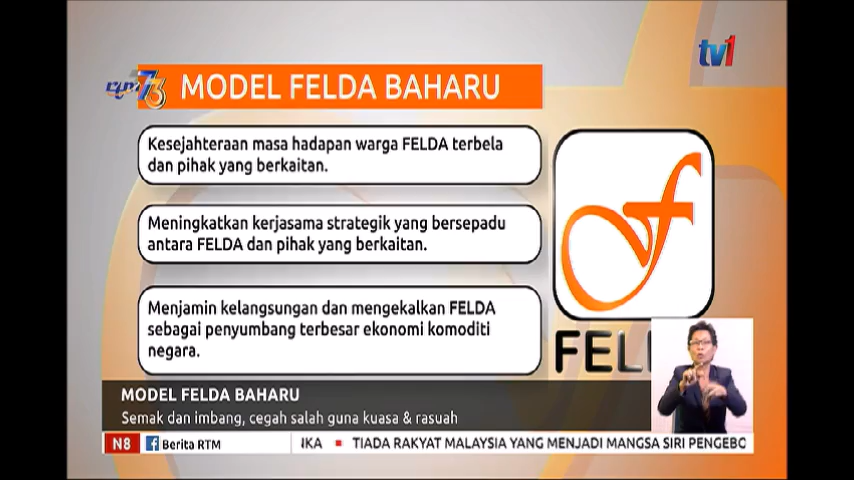 tv1
rtm 73
MODEL FELDA BAHARU
Kesejahteraan masa hadapan warga FELDA terbela
dan pihak yang berkaitan.
Meningkatkan kerjasama strategik yang bersepadu
antara FELDA dan pihak yang berkaitan.
Menjamin kelangsungan dan mengekalkan FELDA
sebagai penyumbang terbesar ekonomi komoditi
negara.
MODEL FELDA BAHARU
Semak dan imbang, cegah salah guna kuasa & rasuah
N8 Berita RTM TIADA RAKYAT MALAYSIA YANG MENJADI MANGSA SIRI